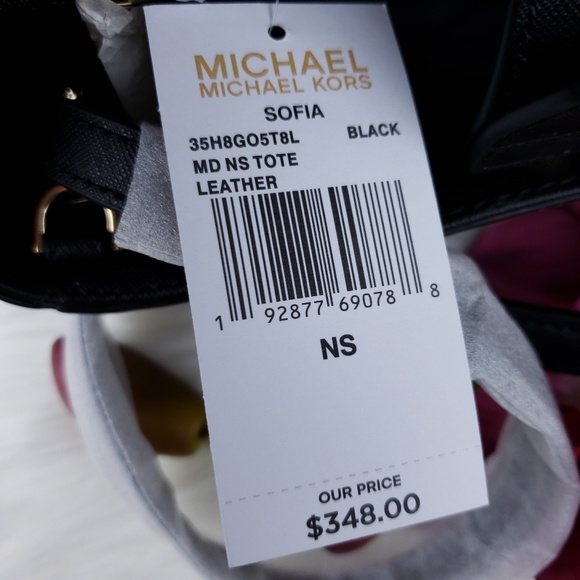 MICHAEL
MICHAEL KORS
SOFIA
35H8GO5T8L BLACK
MD NS TOTE
LEATHER
1 92877 69078 8
NS
OUR PRICE
$348.00